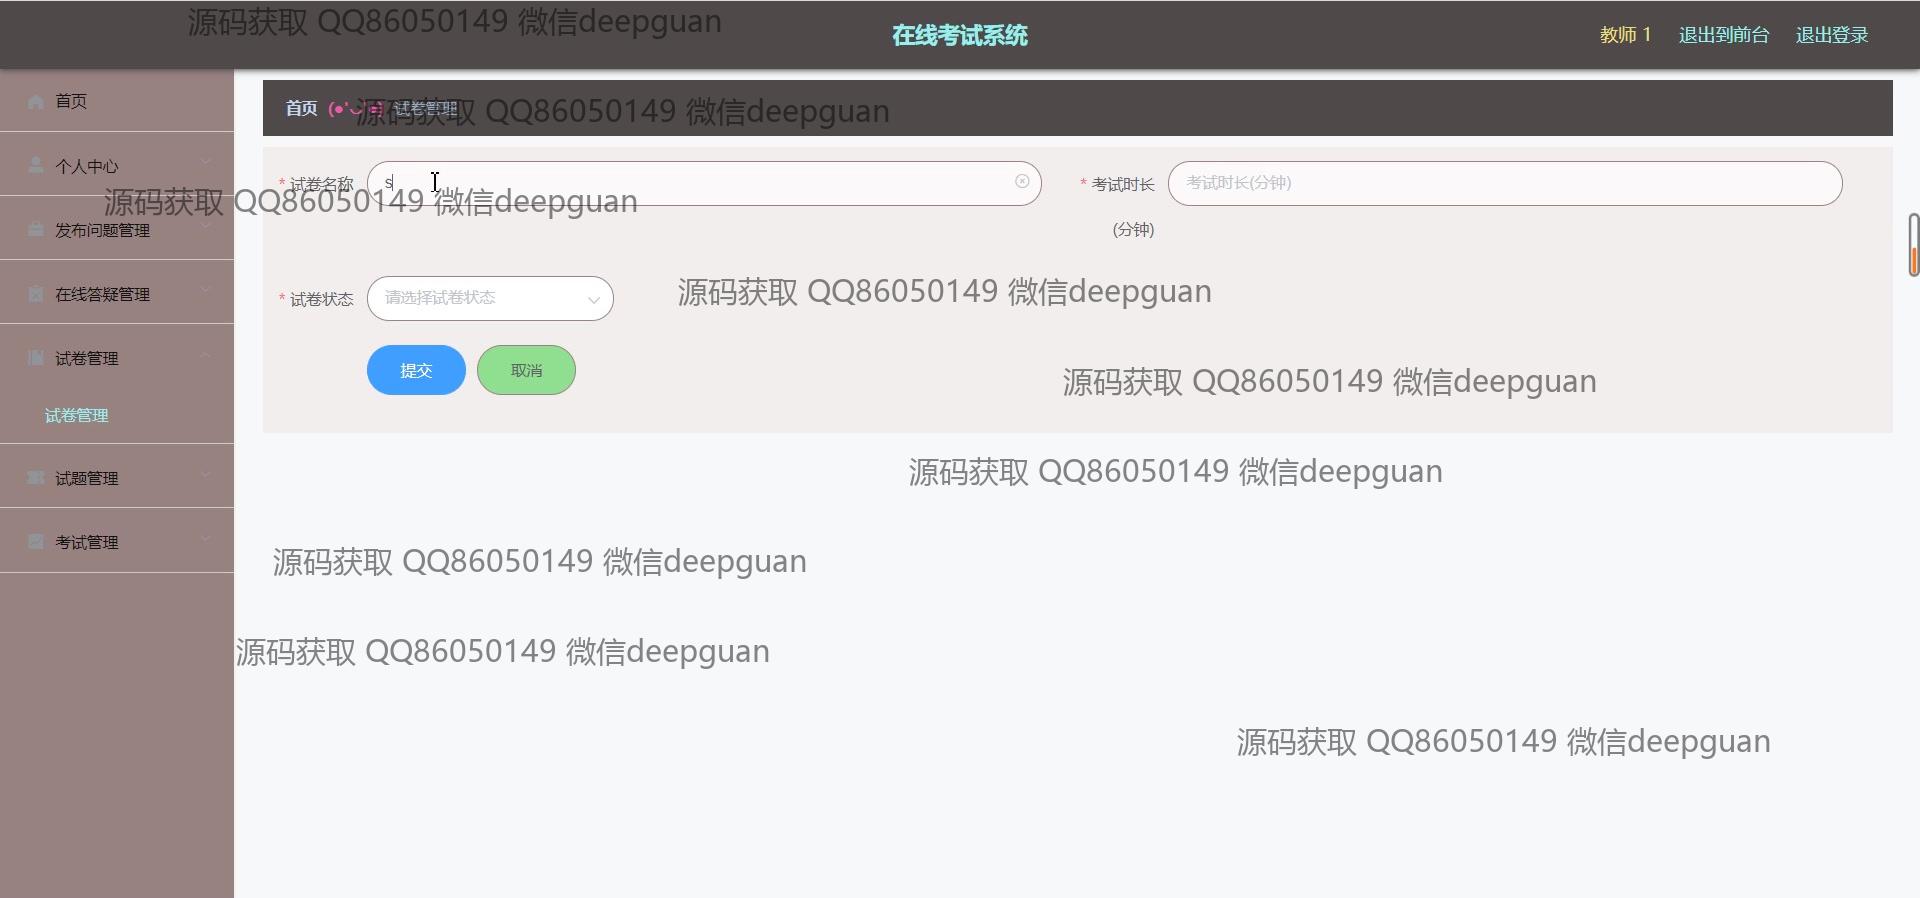 源码获取 QQ86050149 微信deepguan
在线考试系统
教师 1
退出到前台
退出登录
首页
个人中心
发布问题管理
在线答疑管理
试卷管理
试卷管理
试题管理
考试管理
首页 (●'◡'●) 试卷管理
源码获取 QQ86050149 微信deepguan
* 试卷名称
s
* 考试时长
(分钟)
考试时长(分钟)
源码获取 QQ86050149 微信deepguan
* 试卷状态
请选择试卷状态
源码获取 QQ86050149 微信deepguan
提交
取消
源码获取 QQ86050149 微信deepguan
源码获取 QQ86050149 微信deepguan
源码获取 QQ86050149 微信deepguan
源码获取 QQ86050149 微信deepguan
源码获取 QQ86050149 微信deepguan